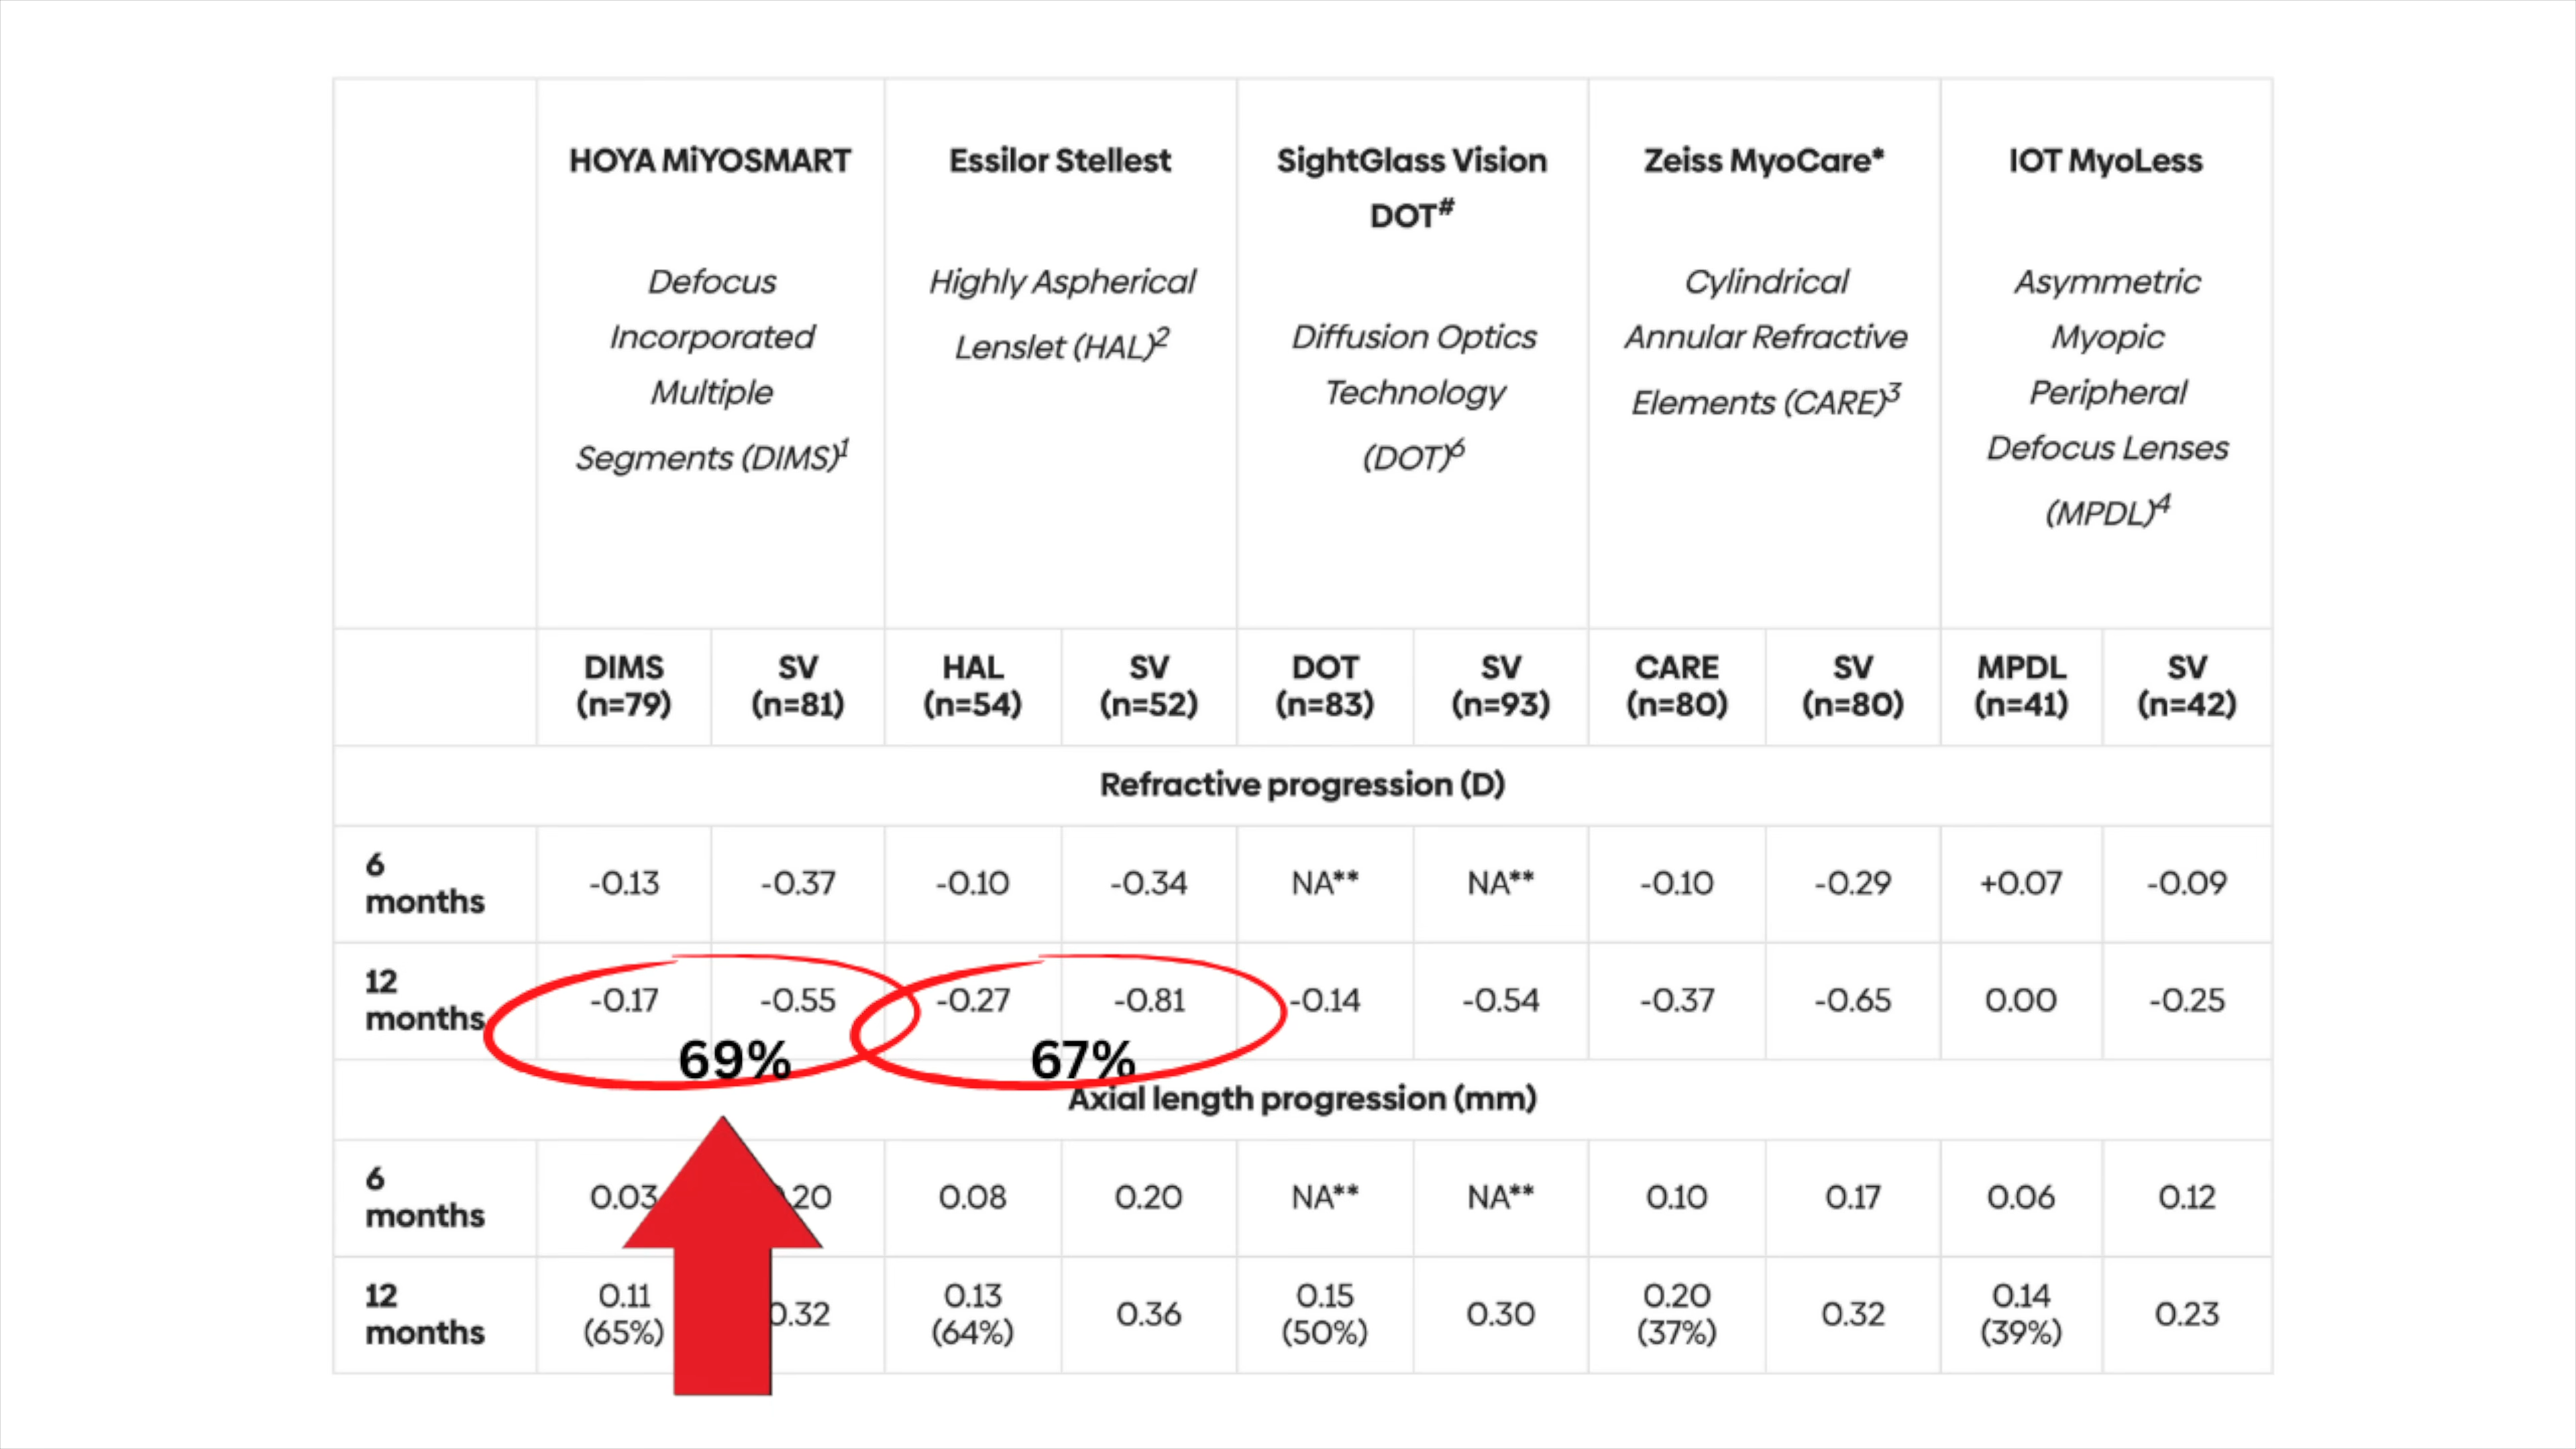 HOYA MiYOSMART
Defocus
Incorporated
Multiple
Segments (DIMS)1
Essilor Stellest
Highly Aspherical
Lenslet (HAL)2
SightGlass Vision
DOT#
Diffusion Optics
Technology
(DOT)6
Zeiss MyoCare*
Cylindrical
Annular Refractive
Elements (CARE)3
IOT MyoLess
Asymmetric
Myopic
Peripheral
Defocus Lenses
(MPDL)4
DIMS SV HAL SV DOT SV CARE SV MPDL SV
(n=79) (n=81) (n=54) (n=52) (n=83) (n=93) (n=80) (n=80) (n=41) (n=42)
Refractive progression (D)
6
months
-0.13 -0.37 -0.10 -0.34 NA** NA** -0.10 -0.29 +0.07 -0.09
12
months
-0.17 -0.55 -0.27 -0.81 -0.14 -0.54 -0.37 -0.65 0.00 -0.25
69% 67%
Axial length progression (mm)
6
months
0.03 .20 0.08 0.20 NA** NA** 0.10 0.17 0.06 0.12
12
months
0.11 0.32 0.13 0.36 0.15 0.30 0.20 0.32 0.14 0.23
(65%) (64%) (50%) (37%) (39%)